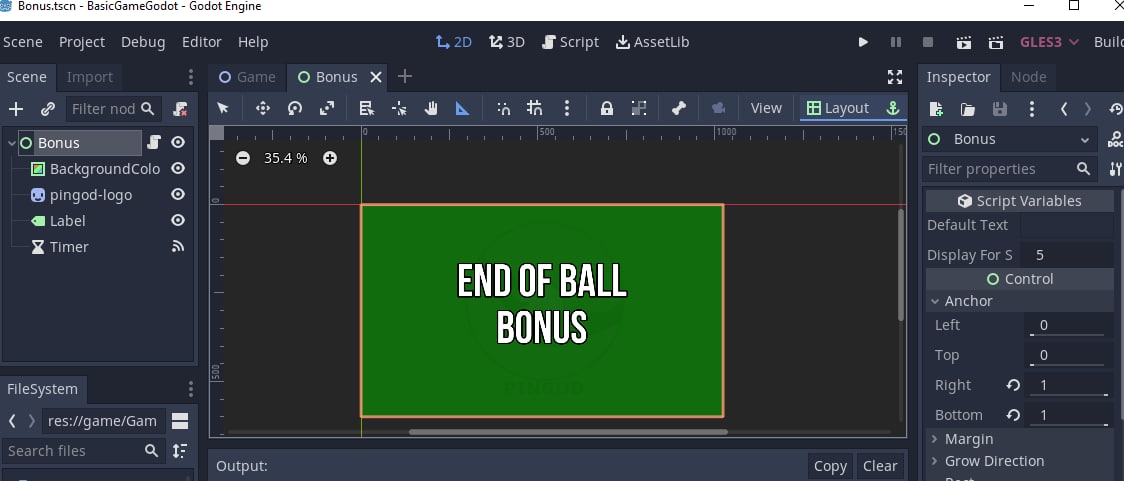 Bonus.tscn - BasicGameGodot - Godot Engine
Scene Project Debug Editor Help 2D 3D Script AssetLib GLES3 Build
Scene Import
Game Bonus
Inspector Node
Filter nod
View Layout
Bonus
BackgroundColo
pingod-logo
Label
Timer
0 500 1000 150
35.4 %
0
500
END OF BALL
BONUS
PINGOD
Bonus
Filter properties
Script Variables
Default Text
Display For S 5
Control
Anchor
Left 0
Top 0
Right 1
Bottom 1
Margin
Grow Direction
FileSystem
res://game/Gam
Search files
Output: Copy Clear